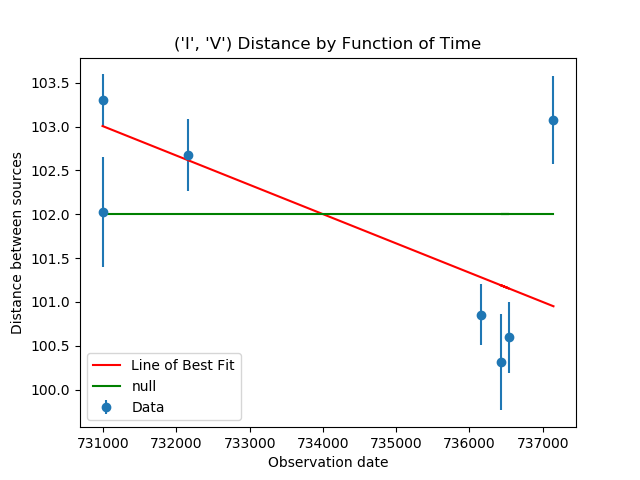 ('I', 'V') Distance by Function of Time
Distance between sources
103.5
103.0
102.5
102.0
101.5
101.0
100.5
100.0
Line of Best Fit
null
Data
731000 732000 733000 734000 735000 736000 737000
Observation date